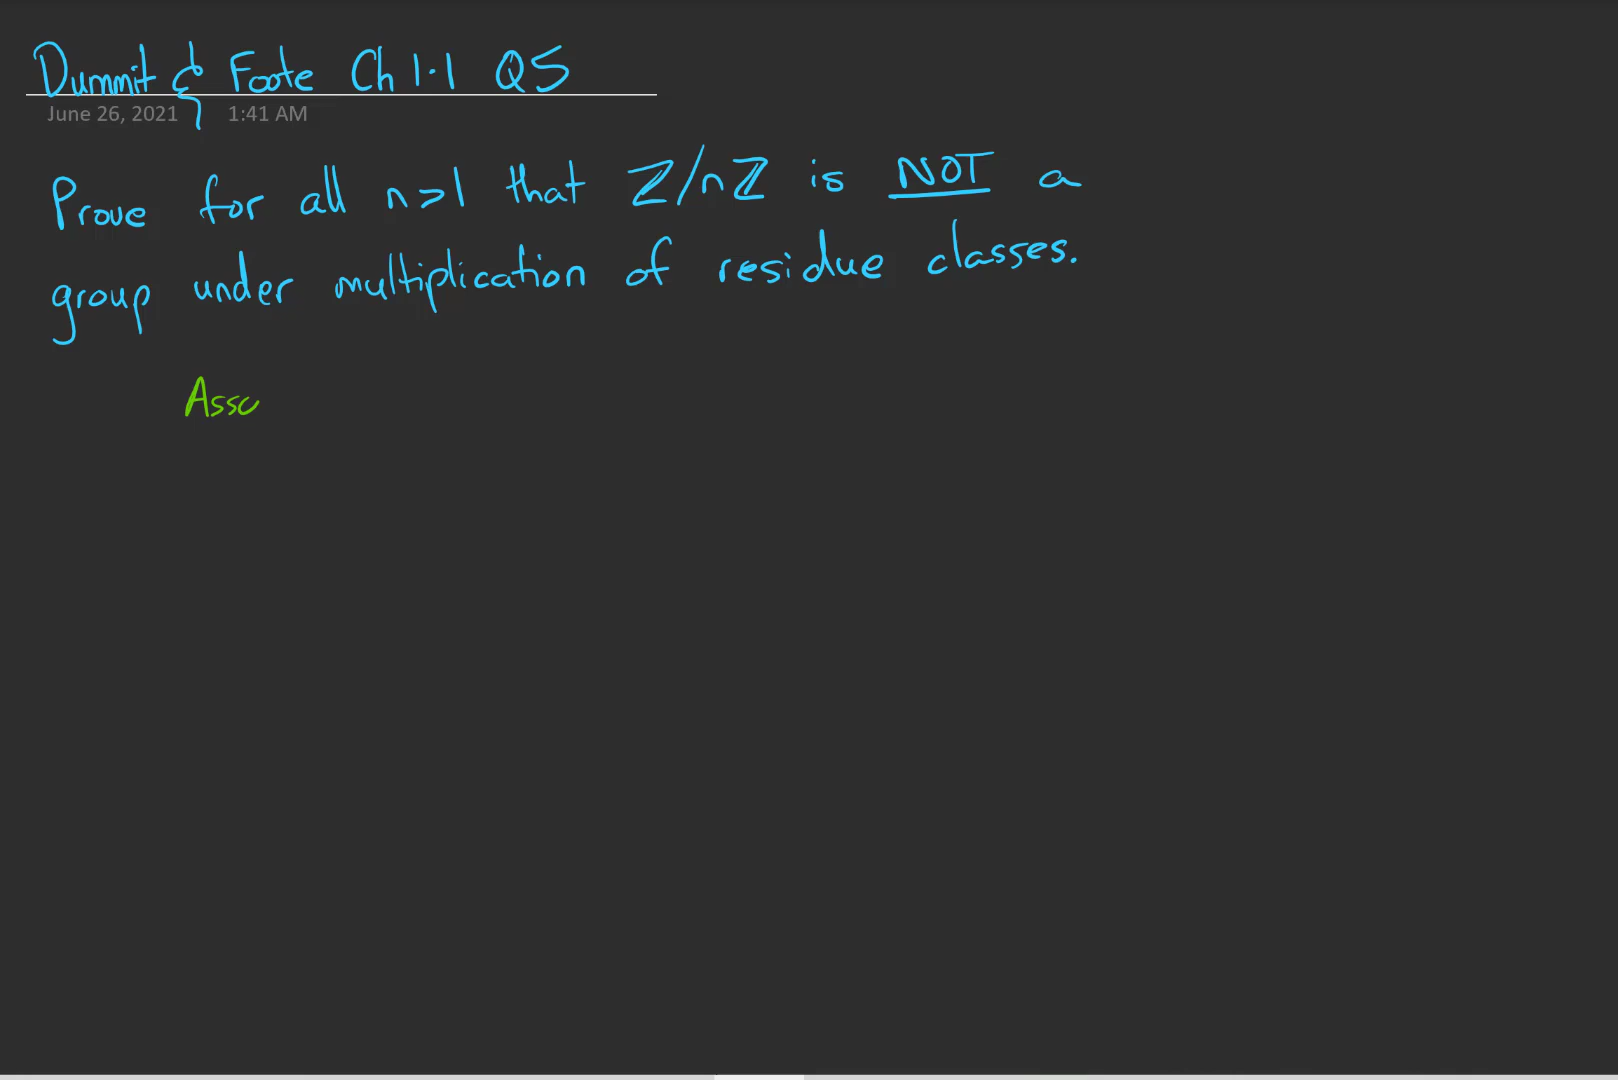 Dummit & Foote Ch 1.1 Q5
June 26, 2021 1:41 AM
Prove for all n>1 that ℤ/nℤ is NOT a
group under multiplication of residue classes.
Asso